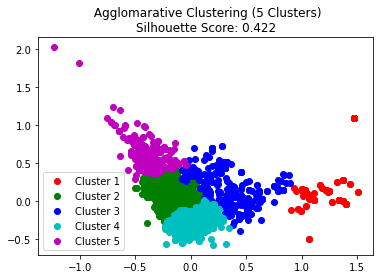 Agglomarative Clustering (5 Clusters)
Silhouette Score: 0.422
2.0
1.5
1.0
0.5
0.0
−0.5
Cluster 1
Cluster 2
Cluster 3
Cluster 4
Cluster 5
−1.0 −0.5 0.0 0.5 1.0 1.5